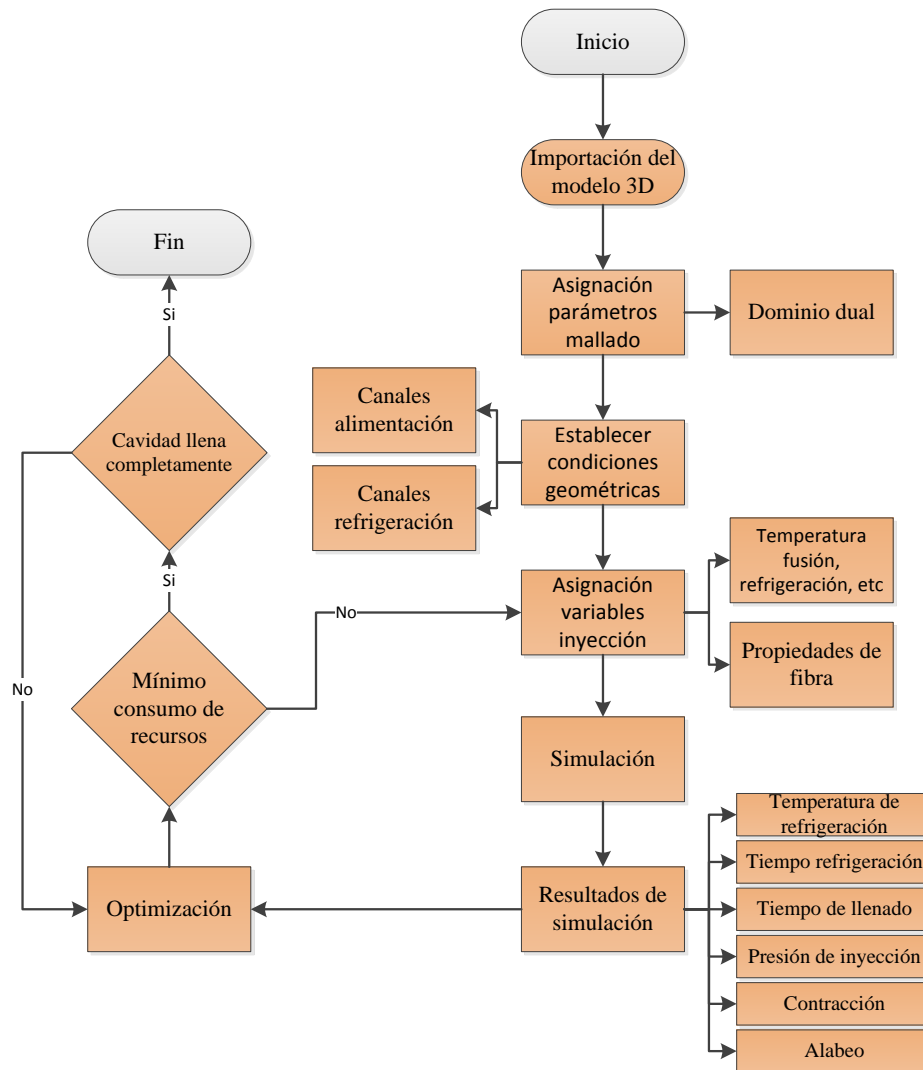 Inicio
Importación del
modelo 3D
Fin
Asignación
parámetros
mallado
Dominio dual
Si
Canales
alimentación
Cavidad llena
completamente
Establecer
condiciones
geométricas
Canales
refrigeración
Temperatura
fusión,
refrigeración, etc
Si
Asignación
variables
inyección
No
Propiedades de
fibra
No
Mínimo
consumo de
recursos
Simulación
Temperatura de
refrigeración
Tiempo refrigeración
Optimización
Resultados de
simulación
Tiempo de llenado
Presión de inyección
Contracción
Alabeo